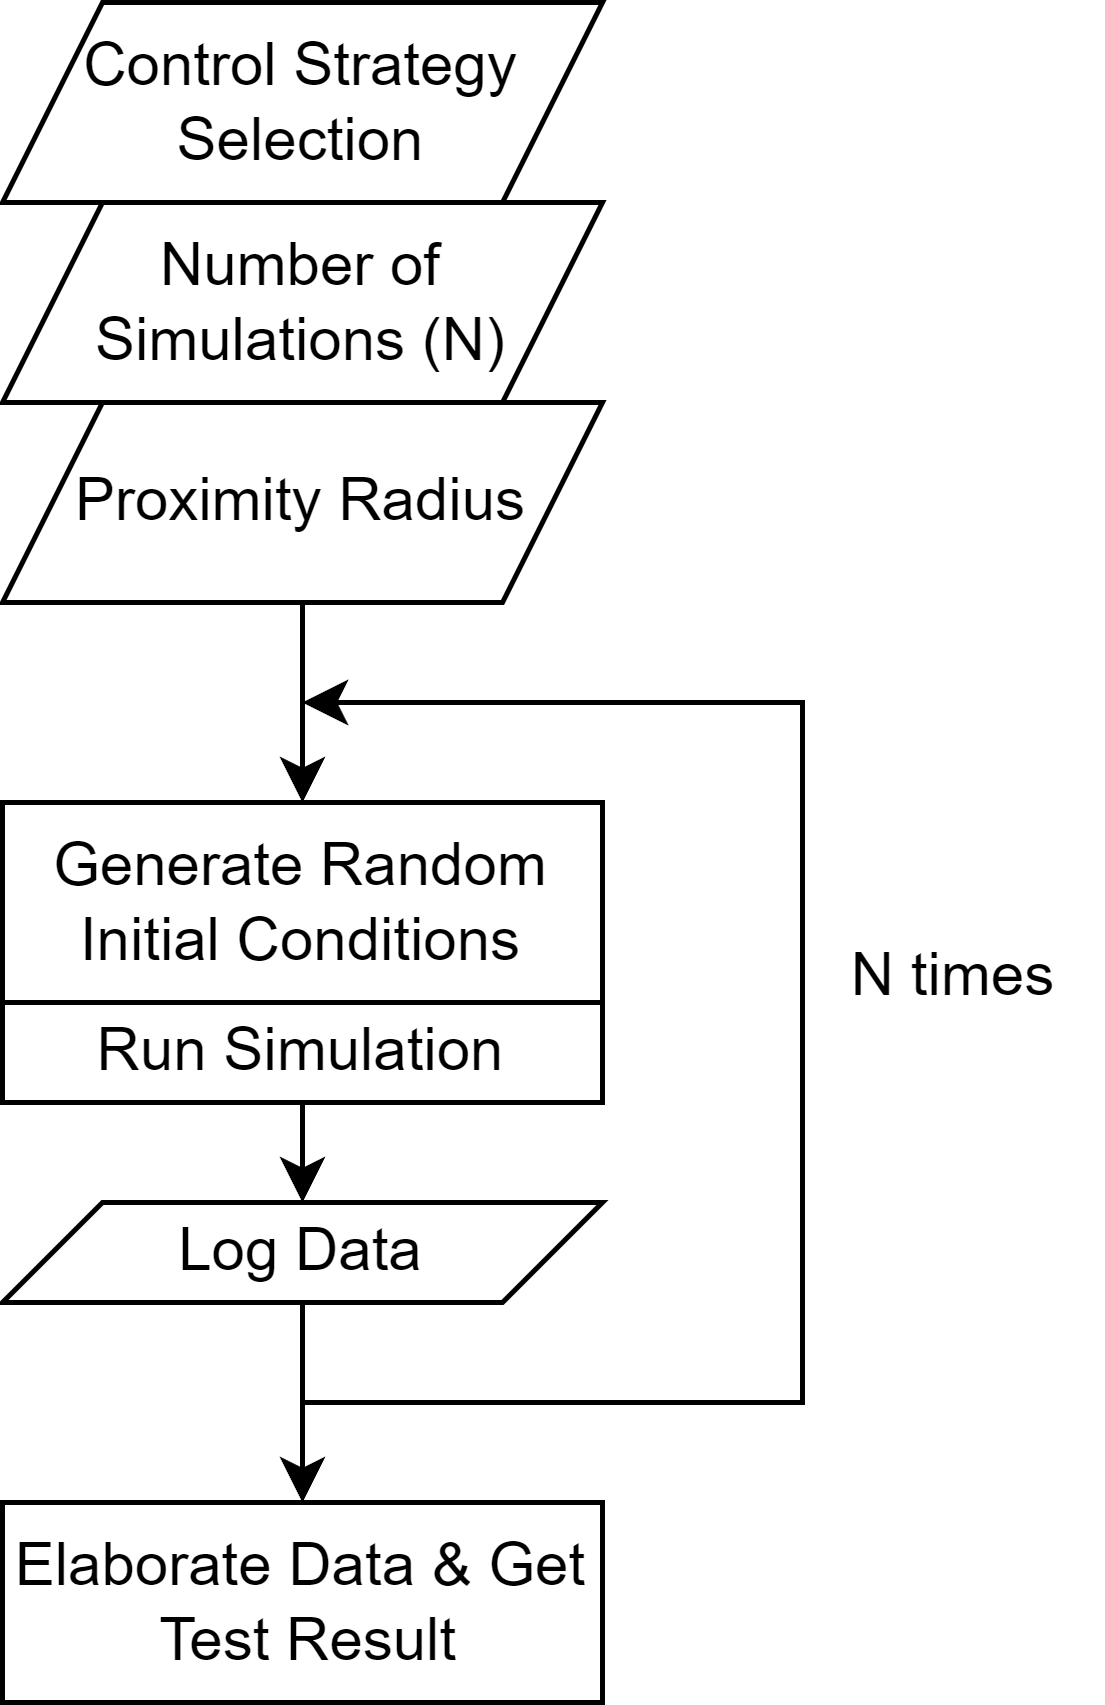 Control Strategy
Selection
Number of
Simulations (N)
Proximity Radius
Generate Random
Initial Conditions
Run Simulation
N times
Log Data
Elaborate Data & Get
Test Result